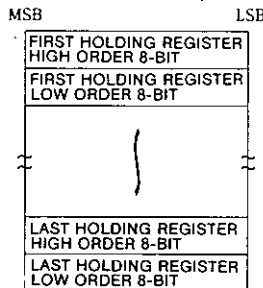 MSB LSB
FIRST HOLDING REGISTER
HIGH ORDER 8-BIT
FIRST HOLDING REGISTER
LOW ORDER 8-BIT
LAST HOLDING REGISTER
HIGH ORDER 8-BIT
LAST HOLDING REGISTER
LOW ORDER 8-BIT